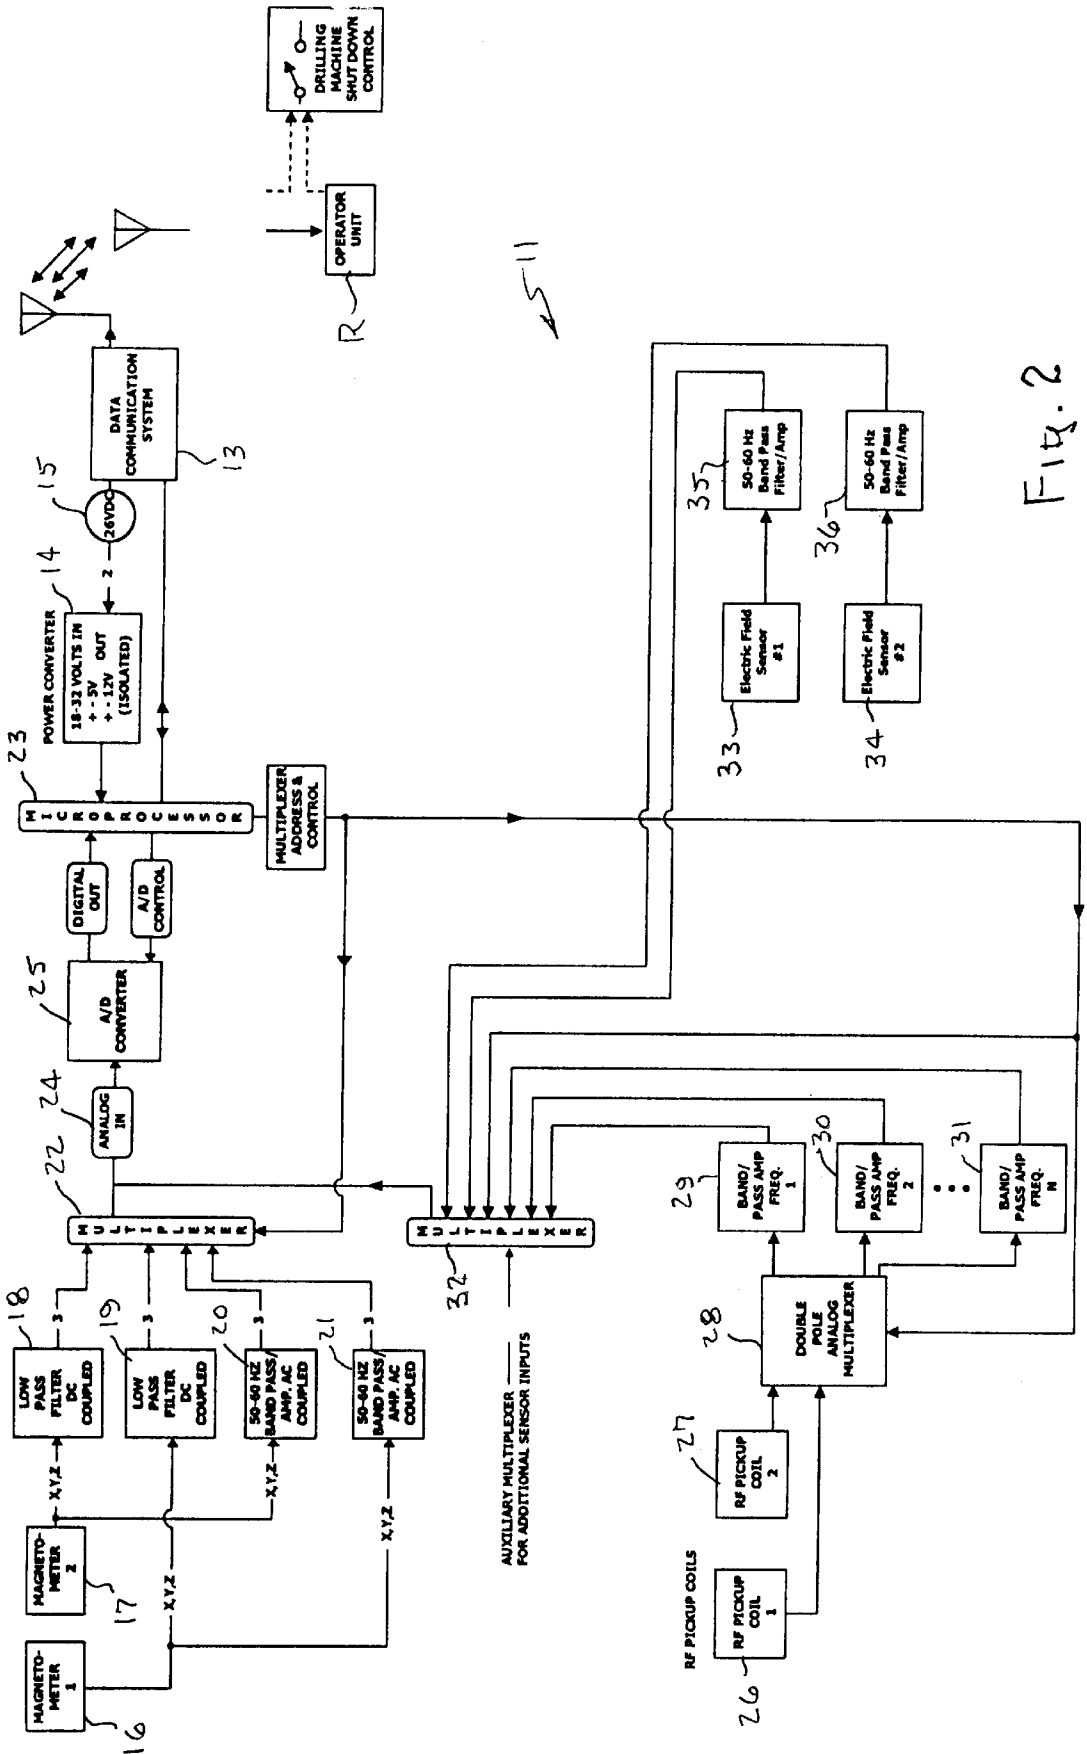 MAGNETO-
METER
1
16
MAGNETO-
METER
2
17
X,Y,Z
X,Y,Z
X,Y,Z
X,Y,Z
LOW
PASS
FILTER
DC
COUPLED
18
LOW
PASS
FILTER
DC
COUPLED
19
50-60 HZ
BAND PASS/
AMP. AC
COUPLED
20
50-60 HZ
BAND PASS/
AMP. AC
COUPLED
21
3
3
3
3
MULTIPLEXER
22
ANALOG
IN
24
A/D
CONVERTER
25
DIGITAL
OUT
A/D
CONTROL
MICROPROCESSOR
23
MULTIPLEXER
ADDRESS &
CONTROL
POWER CONVERTER
18-32 VOLTS IN
+ -5V
OUT
+ -12V
(ISOLATED)
14
2
26VDC
15
DATA
COMMUNICATION
SYSTEM
13
OPERATOR
UNIT
R
DRILLING
MACHINE
SHUT DOWN
CONTROL
11
AUXILIARY MULTIPLEXER
FOR ADDITIONAL SENSOR INPUTS
MULTIPLEXER
32
RF PICKUP COILS
RF PICKUP
COIL
1
26
RF PICKUP
COIL
2
27
DOUBLE
POLE
ANALOG
MULTIPLEXER
28
BAND/
PASS AMP
FREQ.
1
29
BAND/
PASS AMP
FREQ.
2
30
BAND/
PASS AMP
FREQ.
N
31
Electric Field
Sensor
#1
33
Electric Field
Sensor
#2
34
50-60 Hz
Band Pass
Filter/Amp
35
50-60 Hz
Band Pass
Filter/Amp
36
Fig. 2